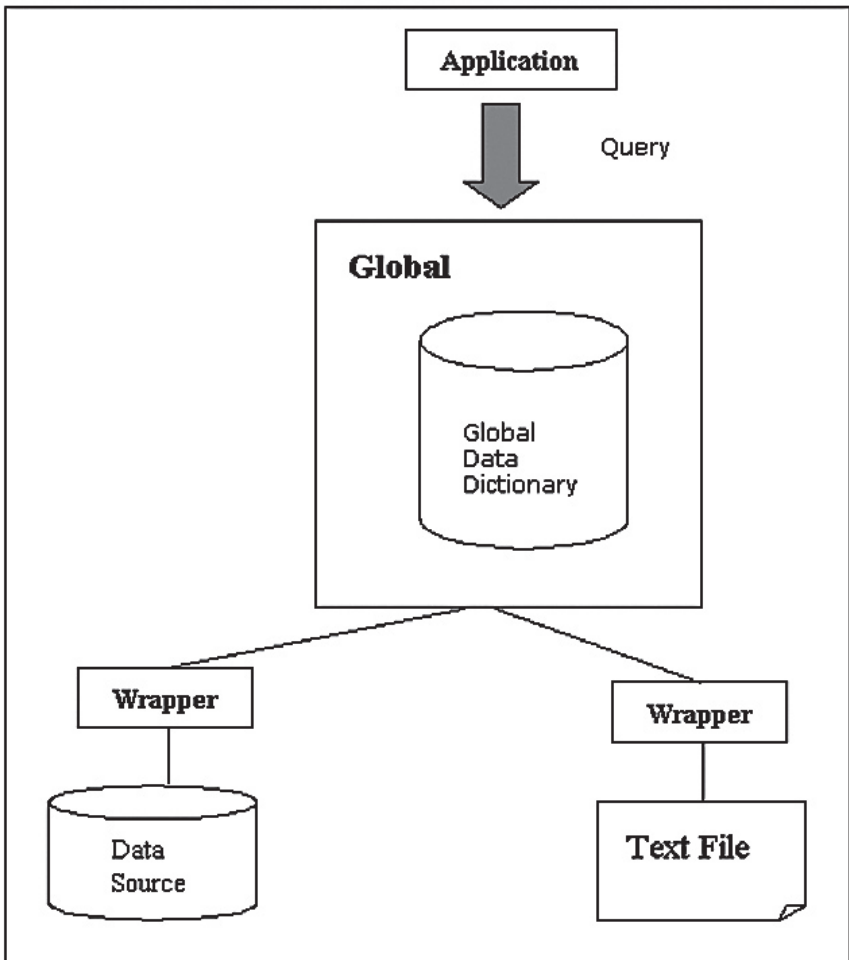 Application
Query
Global
Global
Data
Dictionary
Wrapper
Wrapper
Data
Source
Text File